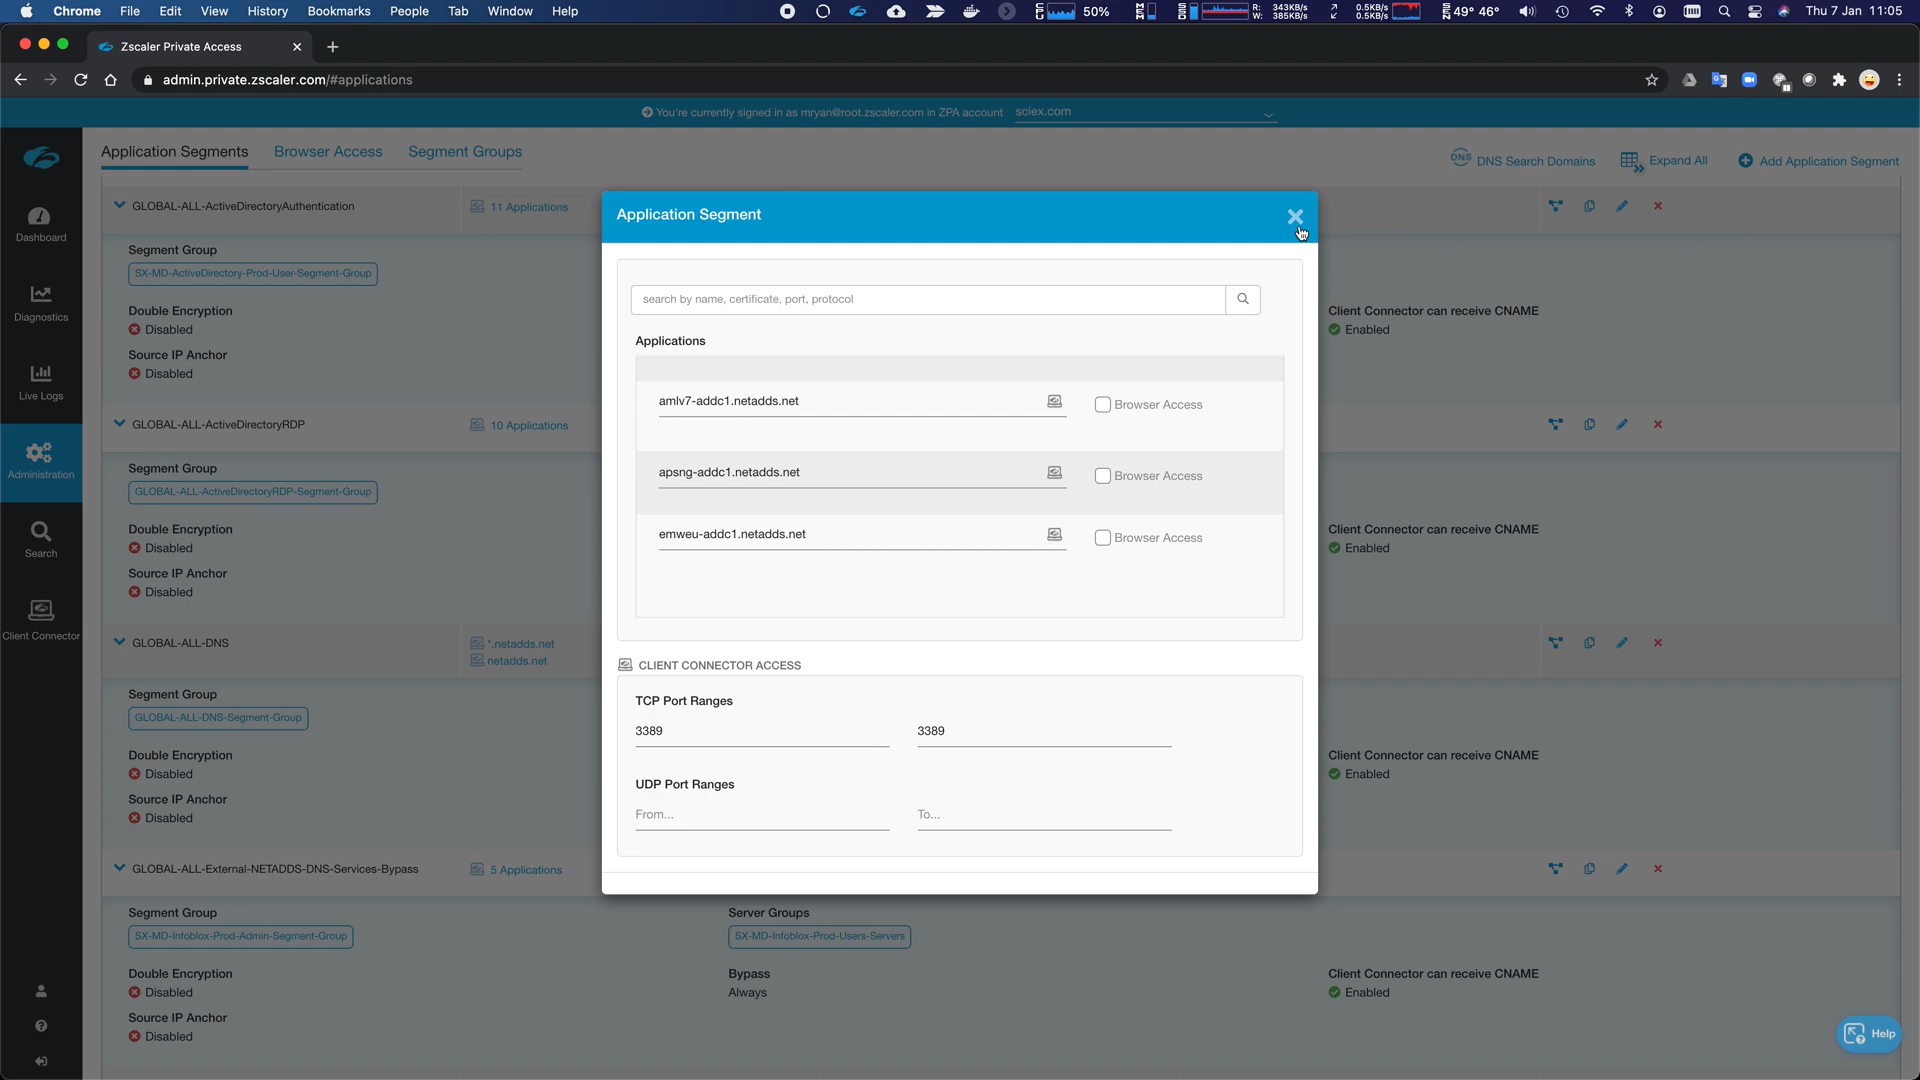 Chrome File Edit View History Bookmarks People Tab Window Help 50% R: 343KB/s W: 385KB/s 0.5KB/s 0.5KB/s 49° 46° Thu 7 Jan 11:05
Zscaler Private Access
admin.private.zscaler.com/#applications
You're currently signed in as mryan@root.zscaler.com in ZPA account sciex.com
Application Segments Browser Access Segment Groups
DNS DNS Search Domains Expand All Add Application Segment
Dashboard
Diagnostics
Live Logs
Administration
Search
Client Connector
GLOBAL-ALL-ActiveDirectoryAuthentication 11 Applications
Segment Group
SX-MD-ActiveDirectory-Prod-User-Segment-Group
Double Encryption
Disabled
Source IP Anchor
Disabled
Client Connector can receive CNAME
Enabled
GLOBAL-ALL-ActiveDirectoryRDP 10 Applications
Segment Group
GLOBAL-ALL-ActiveDirectoryRDP-Segment-Group
Double Encryption
Disabled
Source IP Anchor
Disabled
Client Connector can receive CNAME
Enabled
GLOBAL-ALL-DNS
*.netadds.net
netadds.net
Segment Group
GLOBAL-ALL-DNS-Segment-Group
Double Encryption
Disabled
Source IP Anchor
Disabled
Client Connector can receive CNAME
Enabled
GLOBAL-ALL-External-NETADDS-DNS-Services-Bypass 5 Applications
Segment Group
SX-MD-Infoblox-Prod-Admin-Segment-Group
Server Groups
SX-MD-Infoblox-Prod-Users-Servers
Double Encryption
Disabled
Bypass
Always
Client Connector can receive CNAME
Enabled
Source IP Anchor
Disabled
Application Segment
search by name, certificate, port, protocol
Applications
amlv7-addc1.netadds.net Browser Access
apsng-addc1.netadds.net Browser Access
emweu-addc1.netadds.net Browser Access
CLIENT CONNECTOR ACCESS
TCP Port Ranges
3389 3389
UDP Port Ranges
From... To...
Help